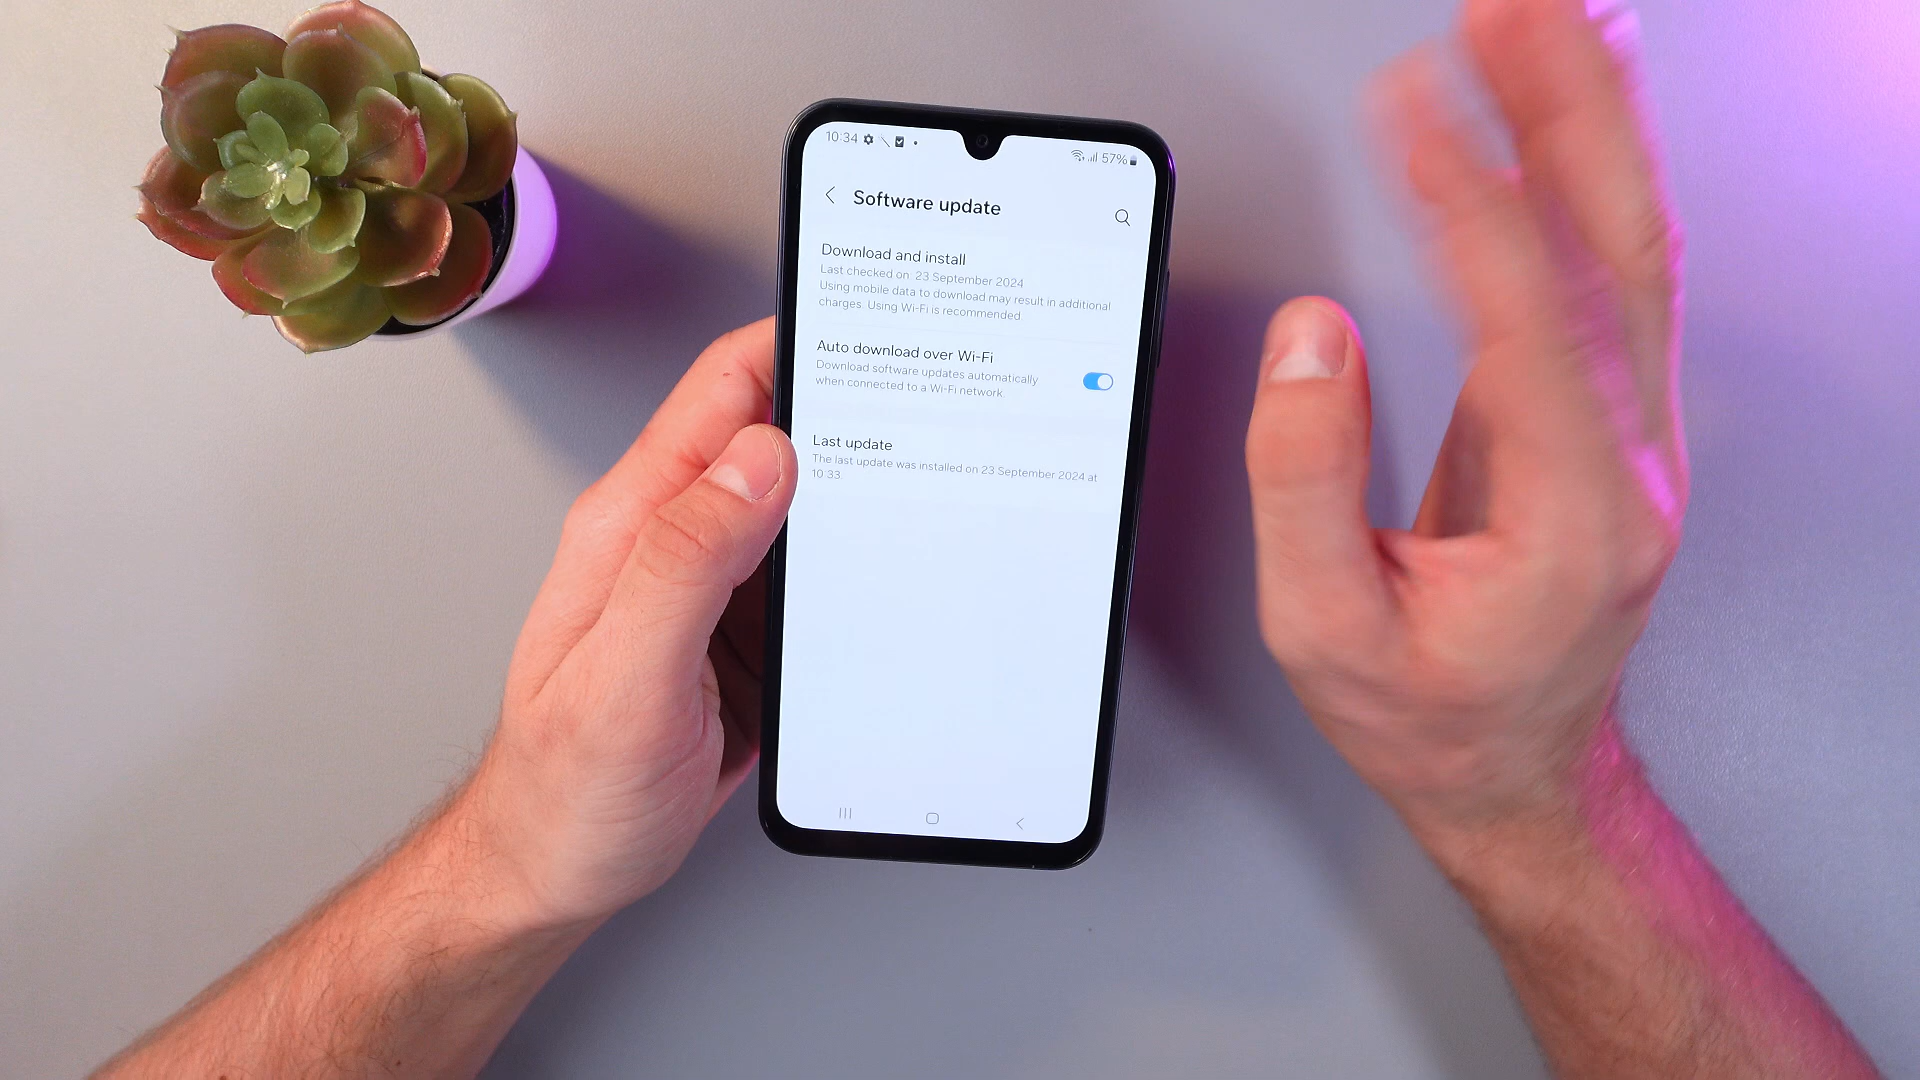 10:34
57%
Software update
Download and install
Last checked on: 23 September 2024
Using mobile data to download may result in additional
charges. Using Wi-Fi is recommended.
Auto download over Wi-Fi
Download software updates automatically
when connected to a Wi-Fi network.
Last update
The last update was installed on 23 September 2024 at
10:33.